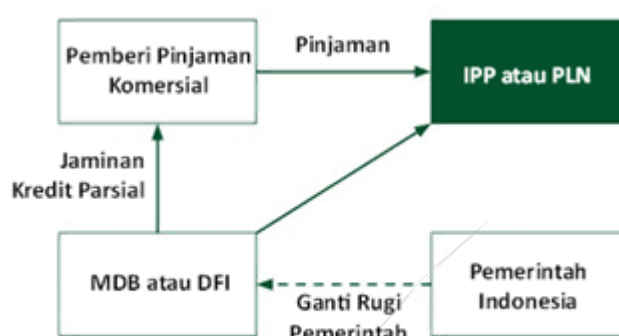 Pemberi Pinjaman
Komersial
Pinjaman
IPP atau PLN
Jaminan
Kredit Parsial
MDB atau DFI
Ganti Rugi
Pemerintah
Pemerintah
Indonesia